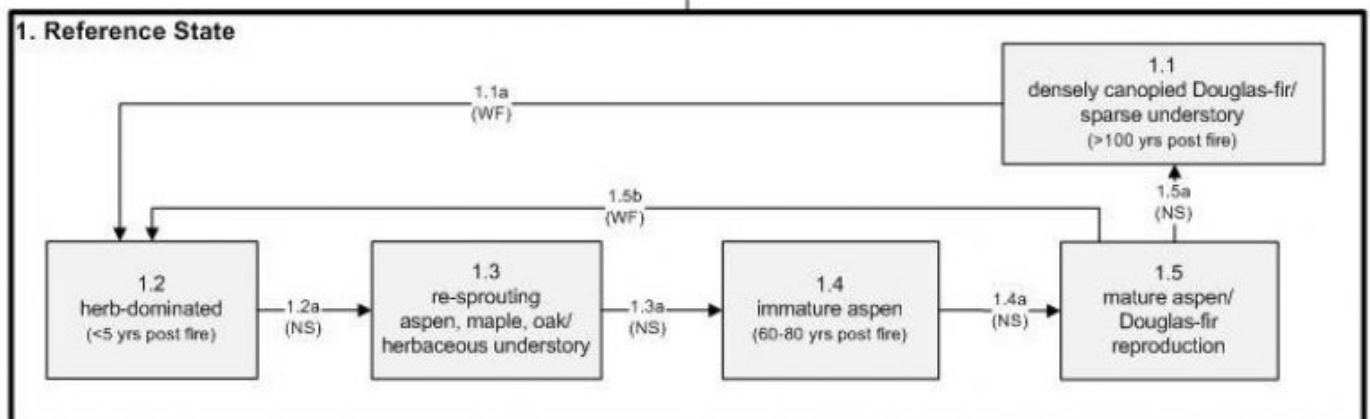 1. Reference State
1.1
densely canopied Douglas-fir/
sparse understory
(>100 yrs post fire)
1.1a
(WF)
1.5b
(WF)
1.5a
(NS)
1.2
herb-dominated
(<5 yrs post fire)
1.2a
(NS)
1.3
re-sprouting
aspen, maple, oak/
herbaceous understory
1.3a
(NS)
1.4
immature aspen
(60-80 yrs post fire)
1.4a
(NS)
1.5
mature aspen/
Douglas-fir
reproduction